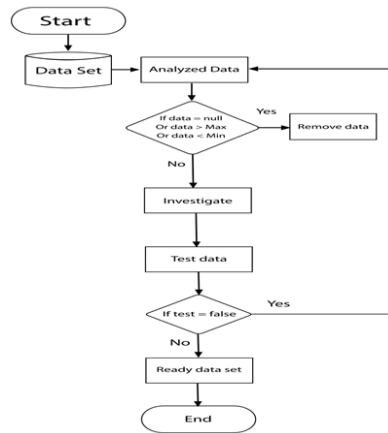 Start
Data Set
Analyzed Data
If data = null
Or data > Max
Or data < Min
Yes
Remove data
No
Investigate
Test data
If test = false
Yes
No
Ready data set
End